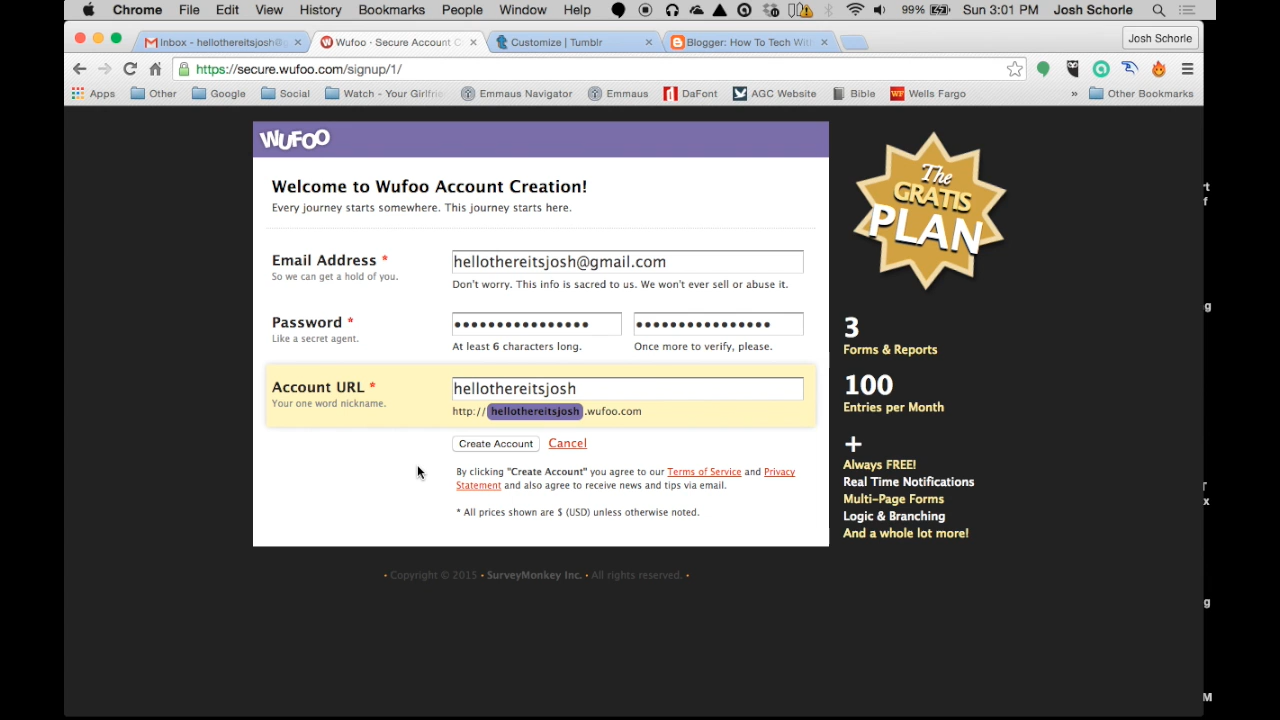 Chrome File Edit View History Bookmarks People Window Help 99% Sun 3:01 PM Josh Schorle
Inbox - hellothereitsjosh@g
Wufoo - Secure Account C
Customize | Tumblr
Blogger: How To Tech Wit
Josh Schorle
https://secure.wufoo.com/signup/1/
Apps Other Google Social Watch - Your Girlfrie Emmaus Navigator Emmaus DaFont AGC Website Bible Wells Fargo » Other Bookmarks
WUFOO
Welcome to Wufoo Account Creation!
Every journey starts somewhere. This journey starts here.
Email Address *
So we can get a hold of you.
hellothereitsjosh@gmail.com
Don't worry. This info is sacred to us. We won't ever sell or abuse it.
Password *
Like a secret agent.
At least 6 characters long.
Once more to verify, please.
Account URL *
Your one word nickname.
hellothereitsjosh
http:// hellothereitsjosh .wufoo.com
Create Account Cancel
By clicking "Create Account" you agree to our Terms of Service and Privacy
Statement and also agree to receive news and tips via email.
* All prices shown are $ (USD) unless otherwise noted.
• Copyright © 2015 • SurveyMonkey Inc. • All rights reserved. •
The
GRATIS
PLAN
3
Forms & Reports
100
Entries per Month
+
Always FREE!
Real Time Notifications
Multi-Page Forms
Logic & Branching
And a whole lot more!